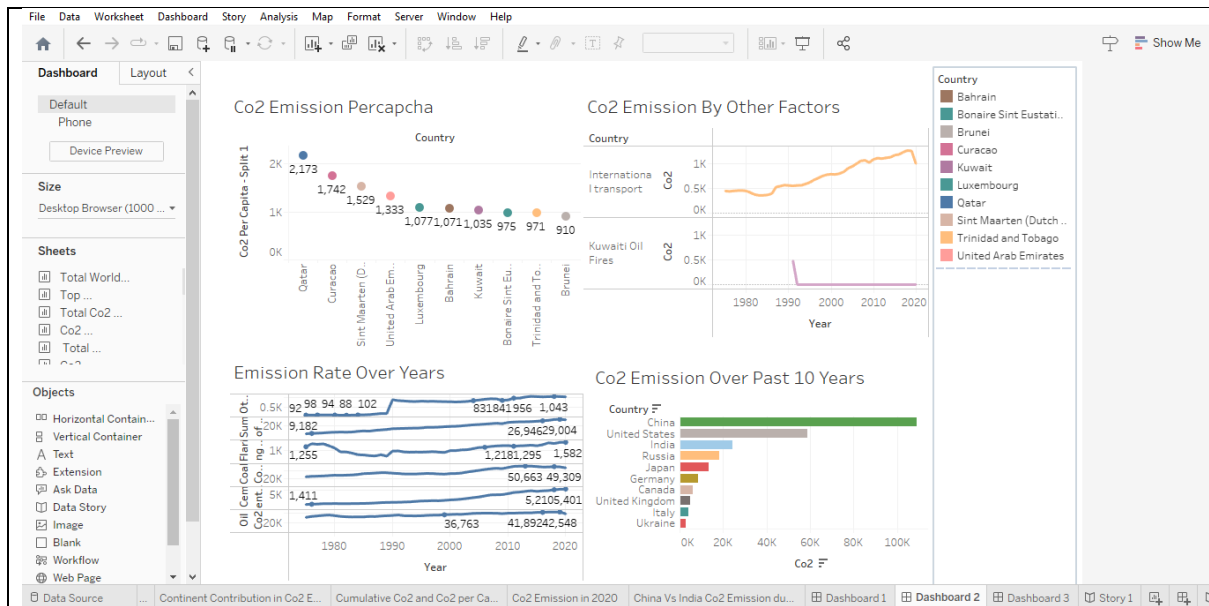 File Data Worksheet Dashboard Story Analysis Map Format Server Window Help
Show Me
Dashboard Layout
Default
Phone
Device Preview
Size
Desktop Browser (1000 ...
Sheets
Total World...
Top ...
Total Co2 ...
Co2 ...
Total ...
Objects
Horizontal Contain...
Vertical Container
Text
Extension
Ask Data
Data Story
Image
Blank
Workflow
Web Page
Co2 Emission Percapcha
Country
Co2 Per Capita - Split 1
2K
1K
0K
2,173
1,742
1,529
1,333
1,077
1,071
1,035
975
971
910
Qatar
Curacao
Sint Maarten (D..
United Arab Em..
Luxembourg
Bahrain
Kuwait
Bonaire Sint Eu..
Trinidad and To..
Brunei
Co2 Emission By Other Factors
Country
Internationa
l transport
Co2
1K
0.5K
0K
Kuwaiti Oil
Fires
Co2
1K
0.5K
0K
1980 1990 2000 2010 2020
Year
Country
Bahrain
Bonaire Sint Eustati..
Brunei
Curacao
Kuwait
Luxembourg
Qatar
Sint Maarten (Dutch ..
Trinidad and Tobago
United Arab Emirates
Emission Rate Over Years
Ot..
0.5K
92 98 94 88 102 831 841 956 1,043
Sum
of ..
20K
9,182 26,946 29,004
Flari
ng...
1K
1,255 1,218 1,295 1,582
Coal
Co..
20K
50,663 49,309
Cem
ent.
5K
1,411 5,210 5,401
Oil
Co2
20K
36,763 41,892 42,548
1980 1990 2000 2010 2020
Year
Co2 Emission Over Past 10 Years
Country
China
United States
India
Russia
Japan
Germany
Canada
United Kingdom
Italy
Ukraine
0K 20K 40K 60K 80K 100K
Co2
Data Source ... Continent Contribution in Co2 E... Cumulative Co2 and Co2 per Ca... Co2 Emission in 2020 China Vs India Co2 Emission du... Dashboard 1 Dashboard 2 Dashboard 3 Story 1